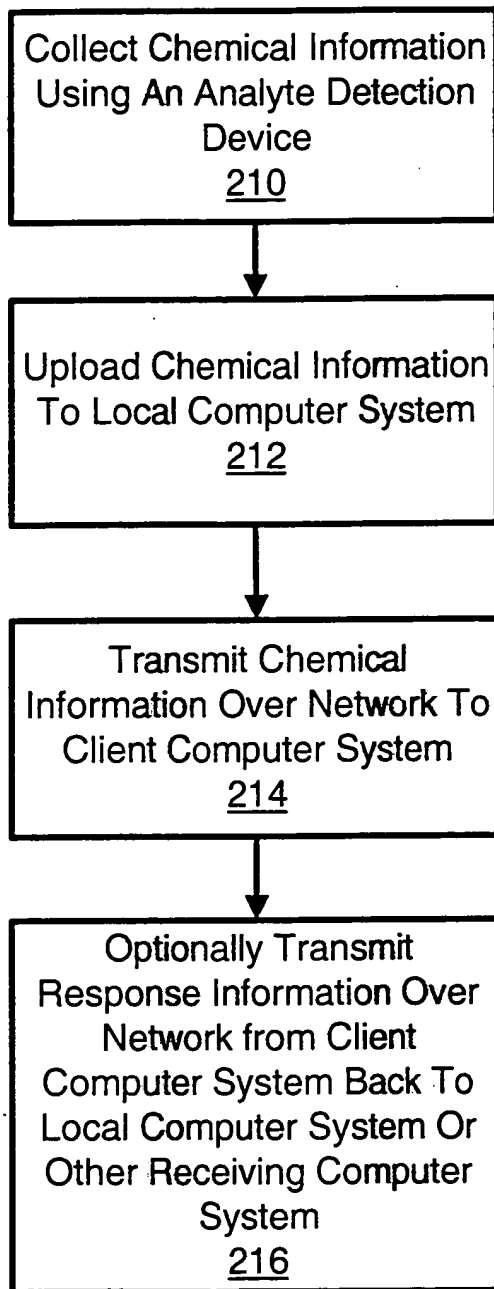 Collect Chemical Information
Using An Analyte Detection
Device
210
Upload Chemical Information
To Local Computer System
212
Transmit Chemical
Information Over Network To
Client Computer System
214
Optionally Transmit
Response Information Over
Network from Client
Computer System Back To
Local Computer System Or
Other Receiving Computer
System
216